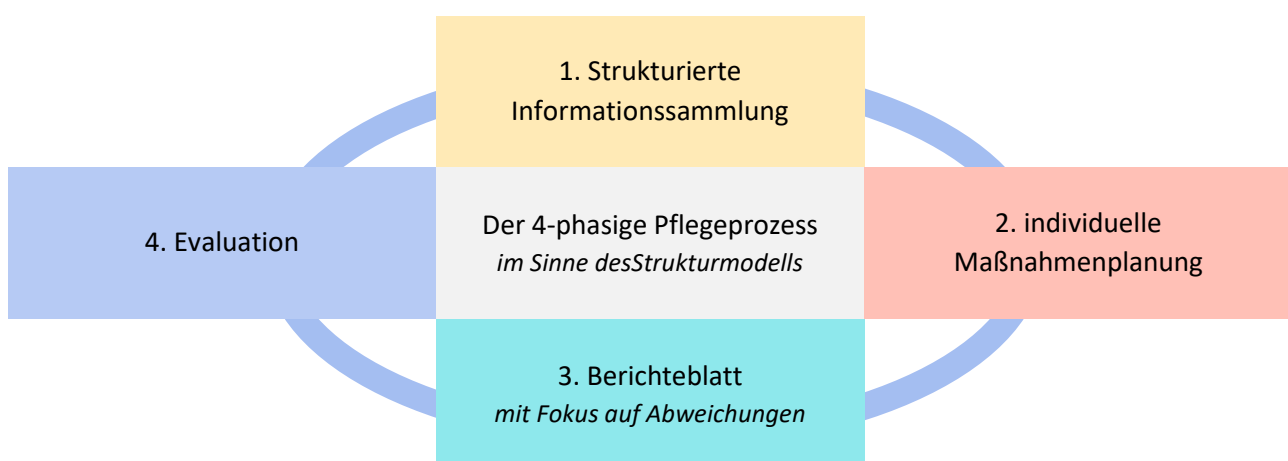 1. Strukturierte
Informationssammlung
4. Evaluation
Der 4-phasige Pflegeprozess
im Sinne desStrukturmodells
2. individuelle
Maßnahmenplanung
3. Berichteblatt
mit Fokus auf Abweichungen